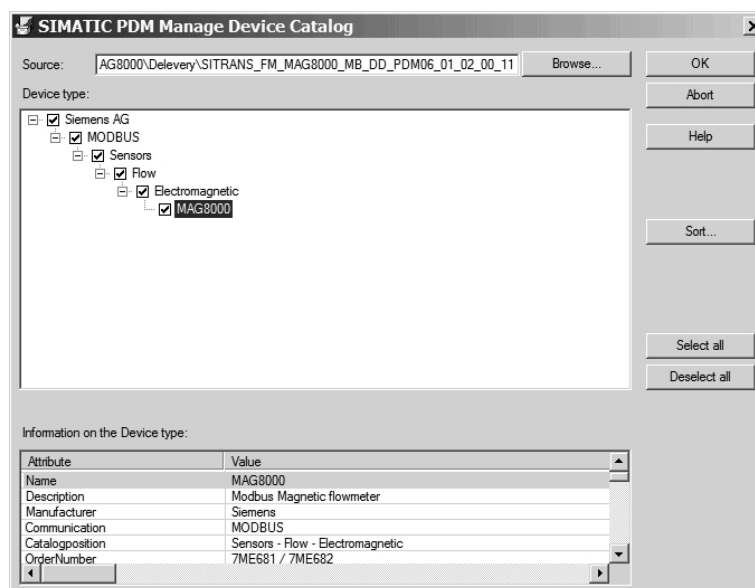 SIMATIC PDM Manage Device Catalog
Source: AG8000\Delevery\SITRANS_FM_MAG8000_MB_DD_PDM06_01_02_00_11 Browse... OK
Device type: Abort
Siemens AG
MODBUS Help
Sensors
Flow
Electromagnetic
MAG8000
Sort...
Select all
Deselect all
Information on the Device type:
Attribute Value
Name MAG8000
Description Modbus Magnetic flowmeter
Manufacturer Siemens
Communication MODBUS
Catalogposition Sensors - Flow - Electromagnetic
OrderNumber 7ME681 / 7ME682